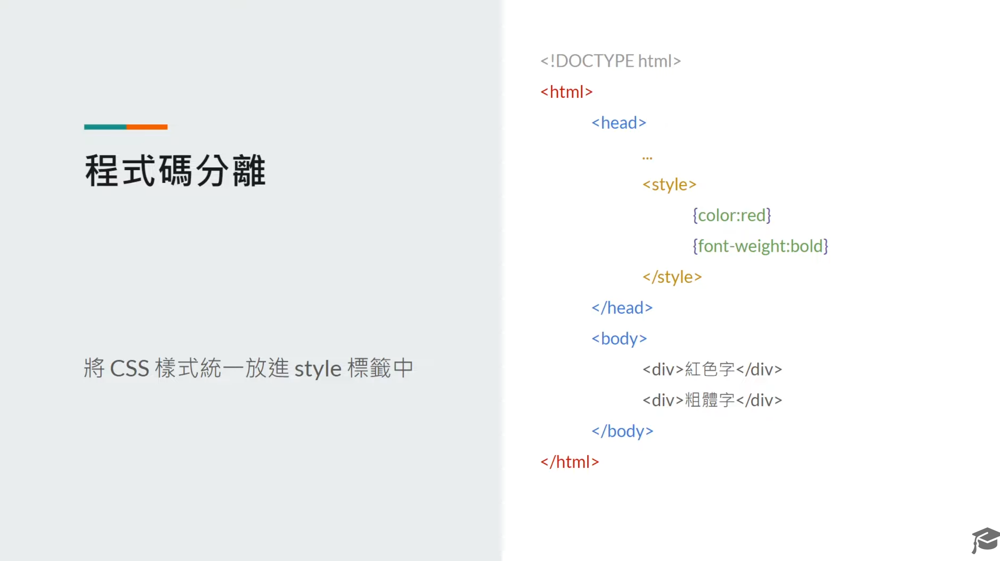 程式碼分離
將 CSS 樣式統一放進 style 標籤中
<!DOCTYPE html>
<html>
<head>
...
<style>
{color:red}
{font-weight:bold}
</style>
</head>
<body>
<div>紅色字</div>
<div>粗體字</div>
</body>
</html>